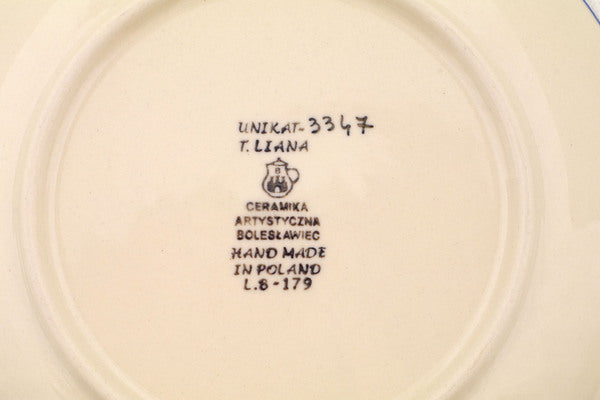 UNIKAT-3347
T. LIANA
B
CERAMIKA
ARTYSTYCZNA
BOLESŁAWIEC
HAND MADE
IN POLAND
L.8-179